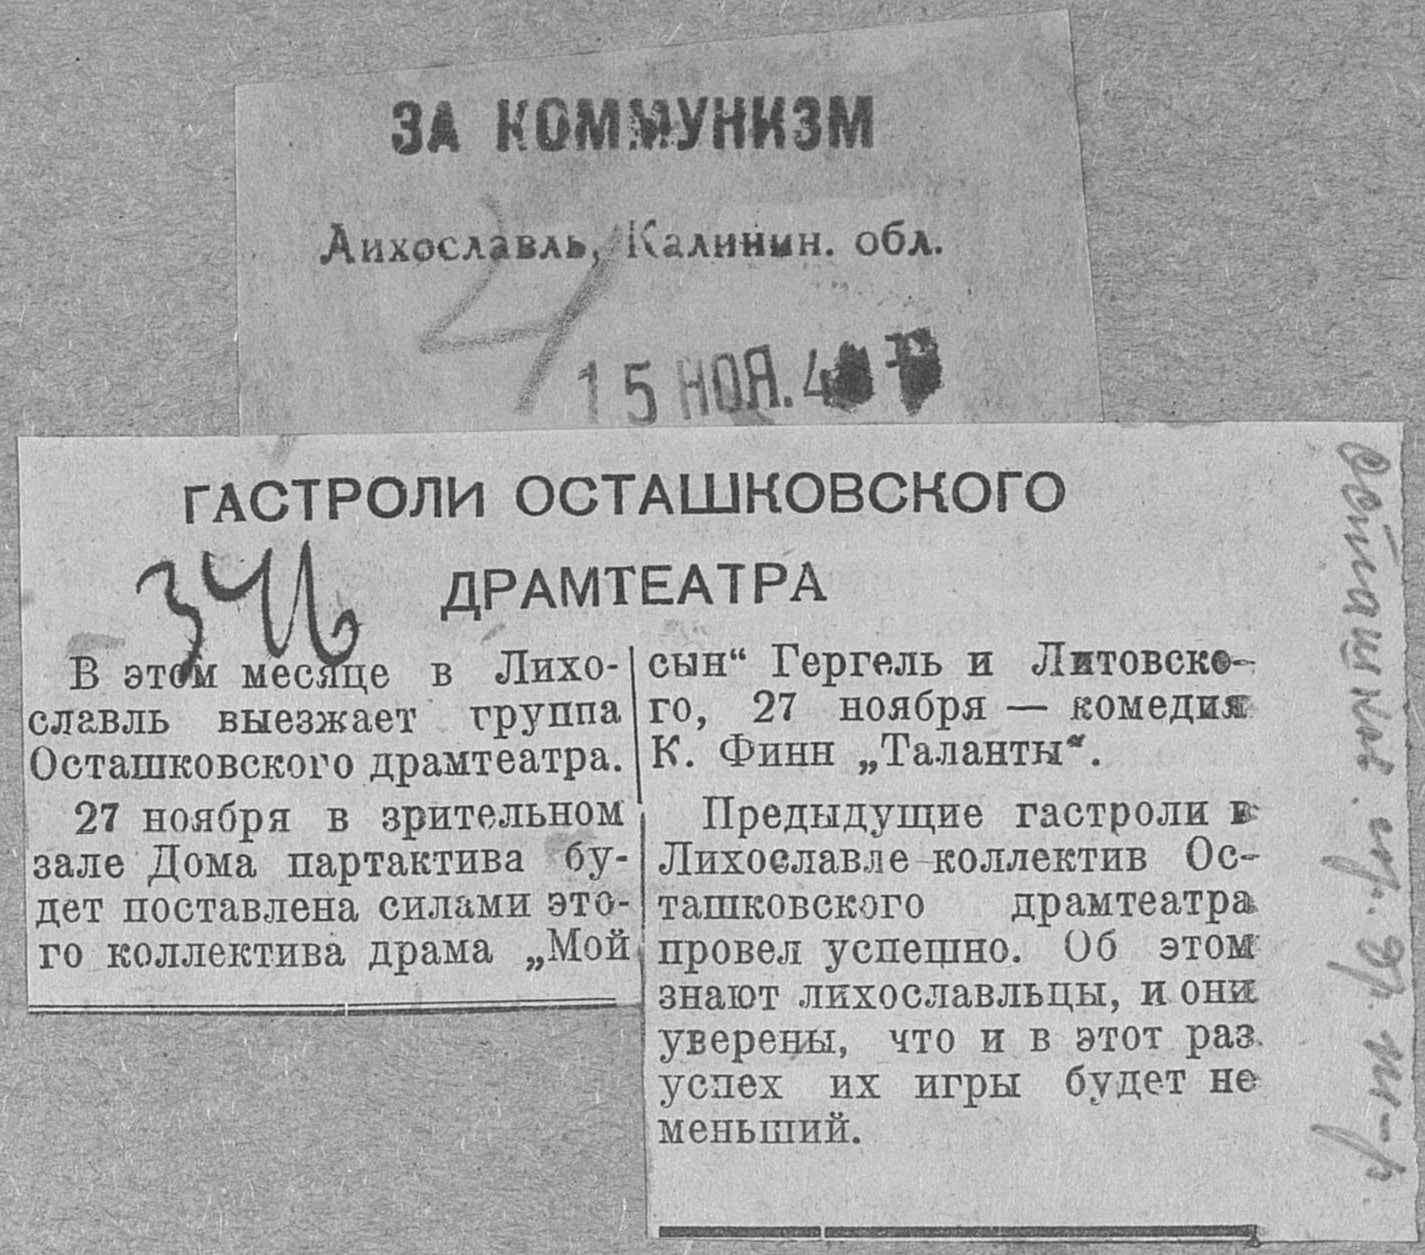 ЗА КОММУНИЗМ
Лихославль, Калинин. обл.
15 НОЯ. 4
ГАСТРОЛИ ОСТАШКОВСКОГО
ДРАМТЕАТРА
В этом месяце в Лихо-
славль выезжает группа
Осташковского драмтеатра.
27 ноября в зрительном
зале Дома партактива бу-
дет поставлена силами это-
го коллектива драма „Мой
сын“ Гергель и Литовско-
го, 27 ноября — комедия
К. Финн „Таланты“.
Предыдущие гастроли в
Лихославле коллектив Ос-
ташковского драмтеатра
провел успешно. Об этом
знают лихославльцы, и они
уверены, что и в этот раз
успех их игры будет не
меньший.